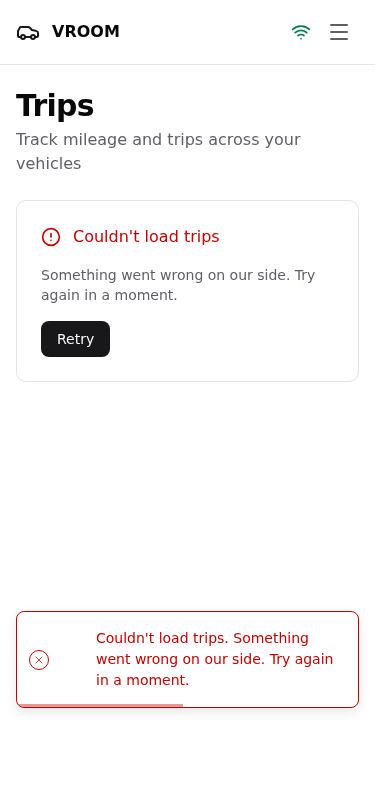 VROOM
Trips
Track mileage and trips across your
vehicles
Couldn't load trips
Something went wrong on our side. Try
again in a moment.
Retry
Couldn't load trips. Something
went wrong on our side. Try again
in a moment.